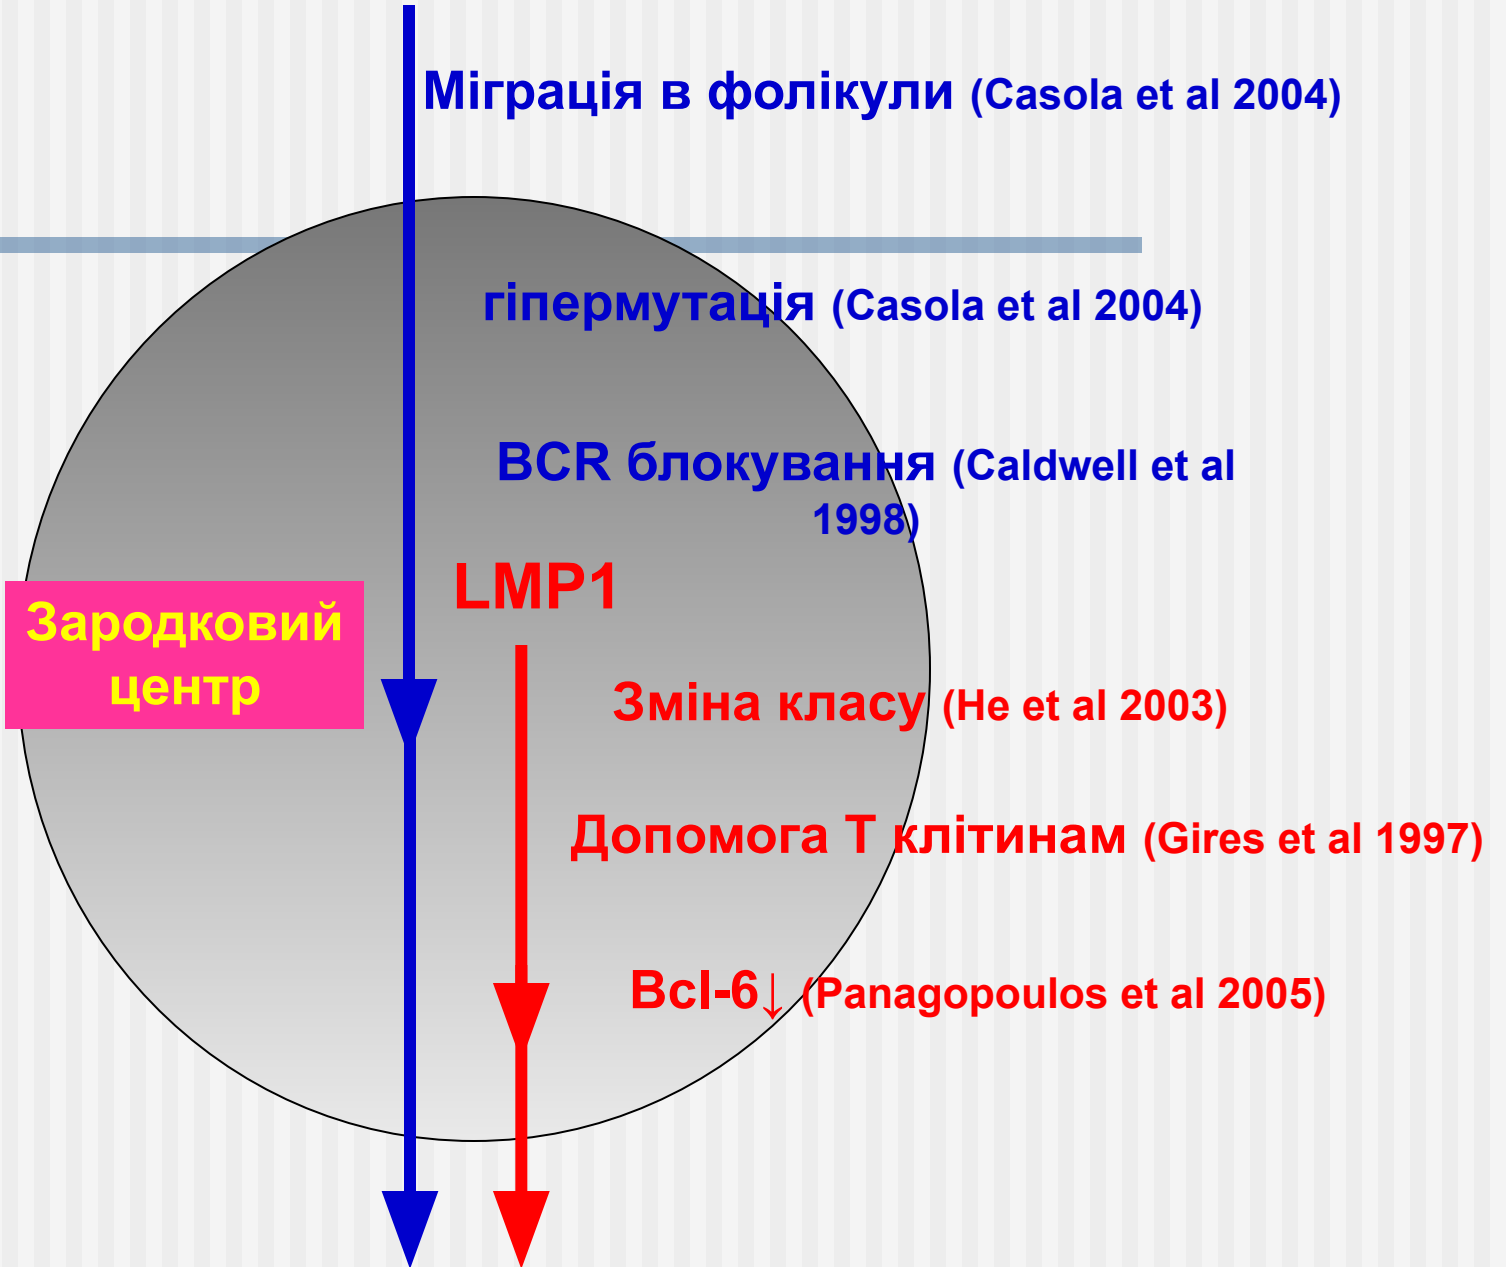 Міграція в фолікули (Casola et al 2004)
гіпермутація (Casola et al 2004)
BCR блокування (Caldwell et al
1998)
LMP1
Зародковий
центр
Зміна класу (He et al 2003)
Допомога Т клітинам (Gires et al 1997)
Bcl-6↓ (Panagopoulos et al 2005)